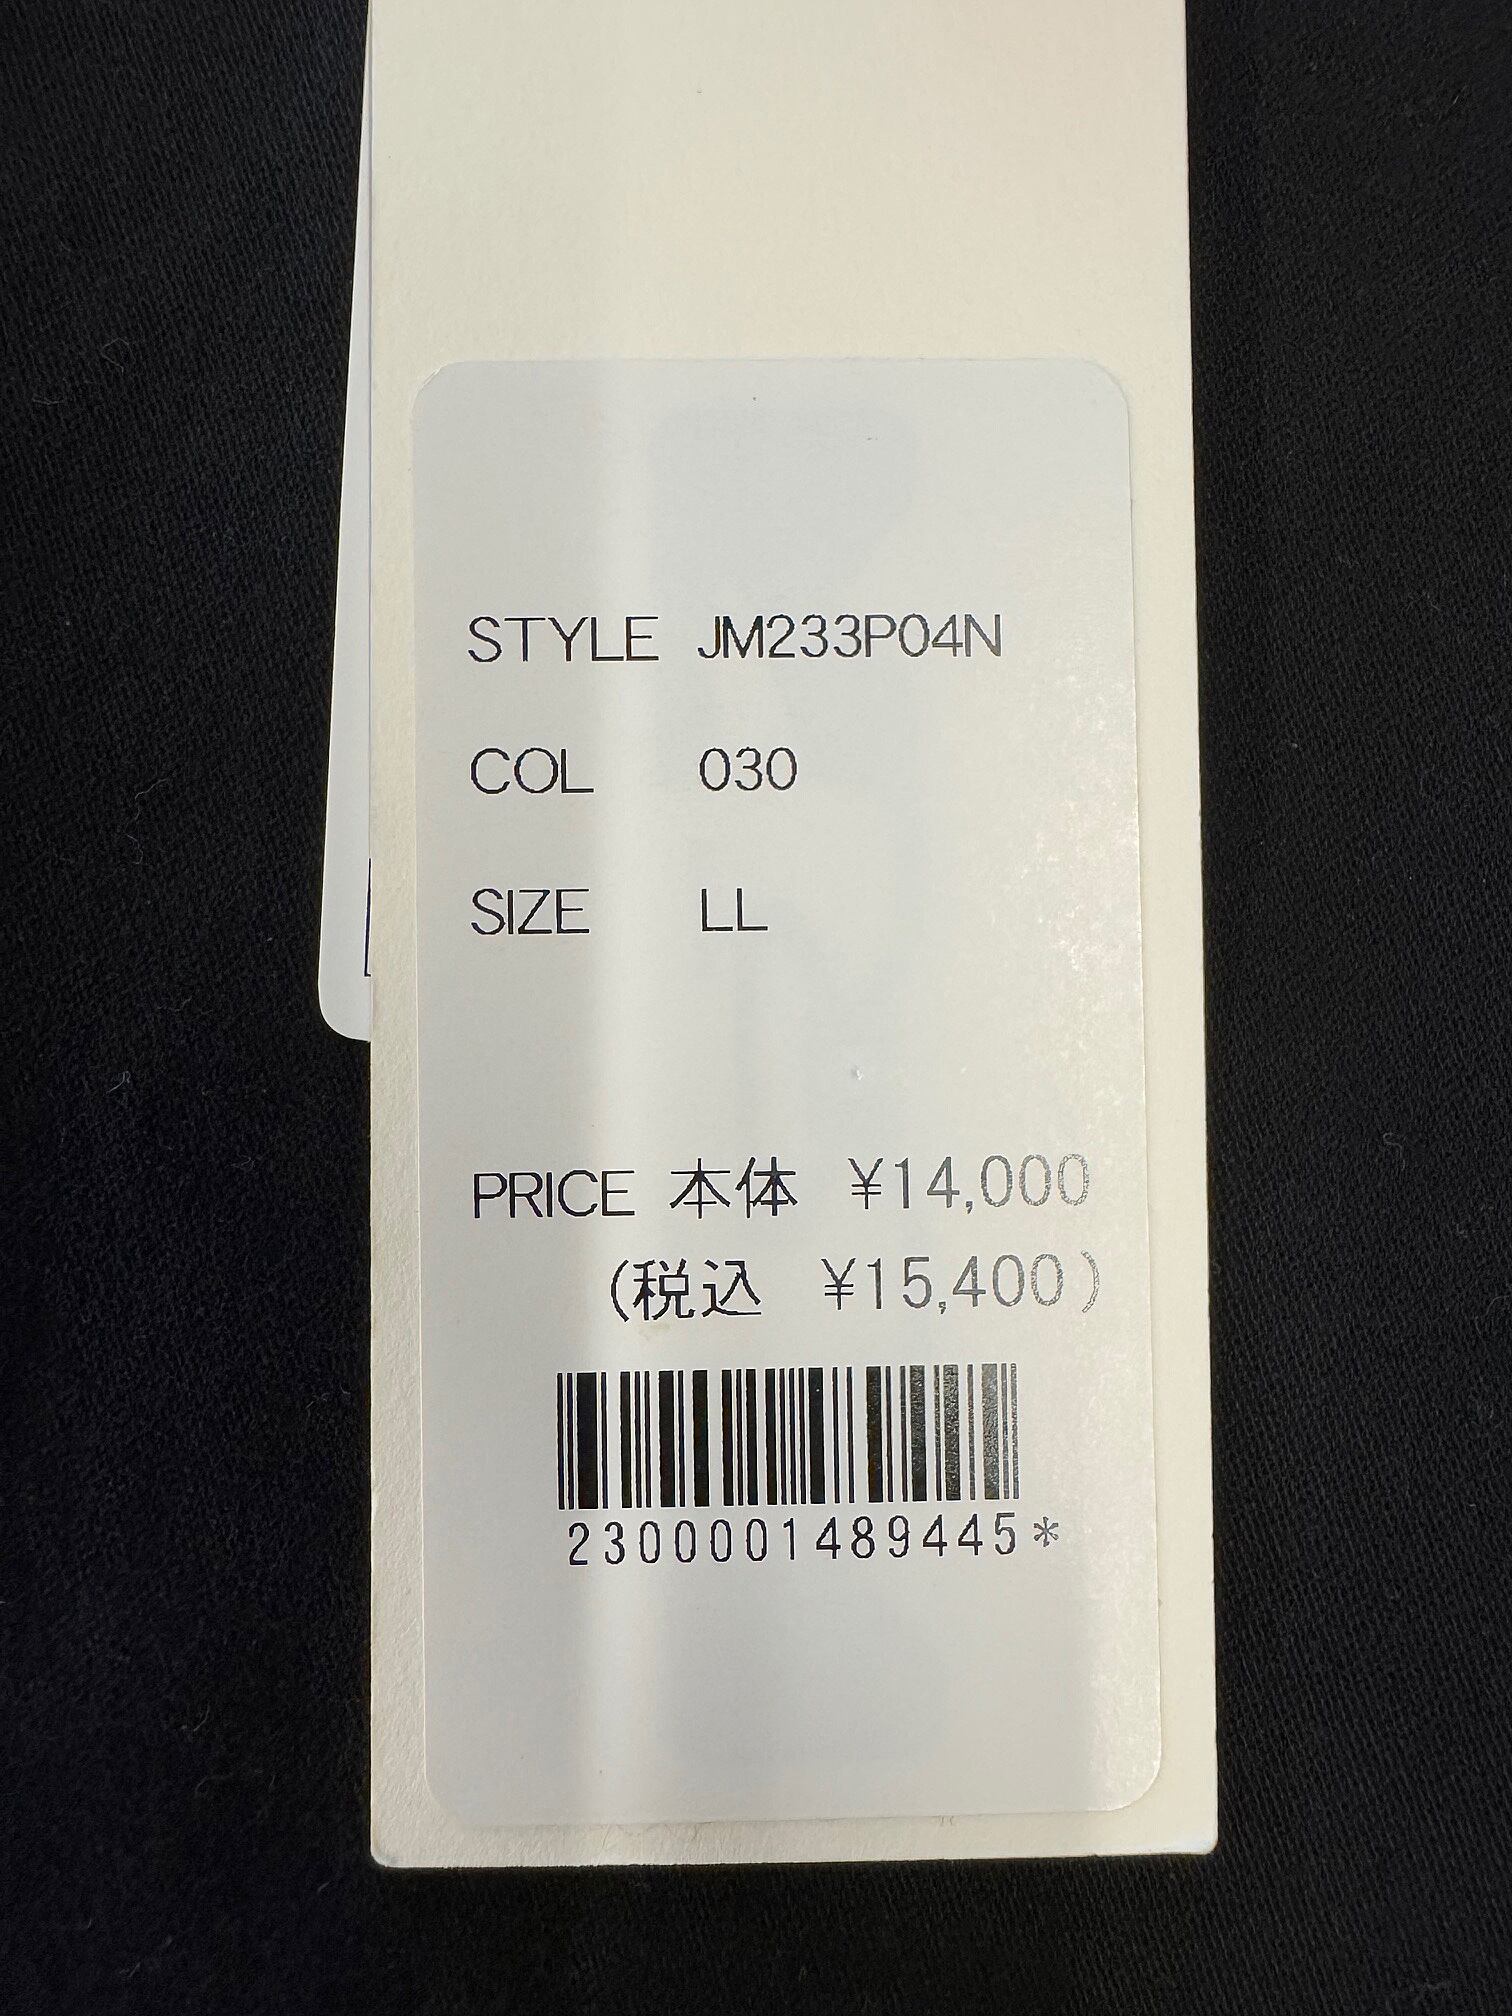 STYLE JM233P04N
COL 030
SIZE LL
PRICE 本体 ¥14,000
(税込 ¥15,400)
2300001489445*